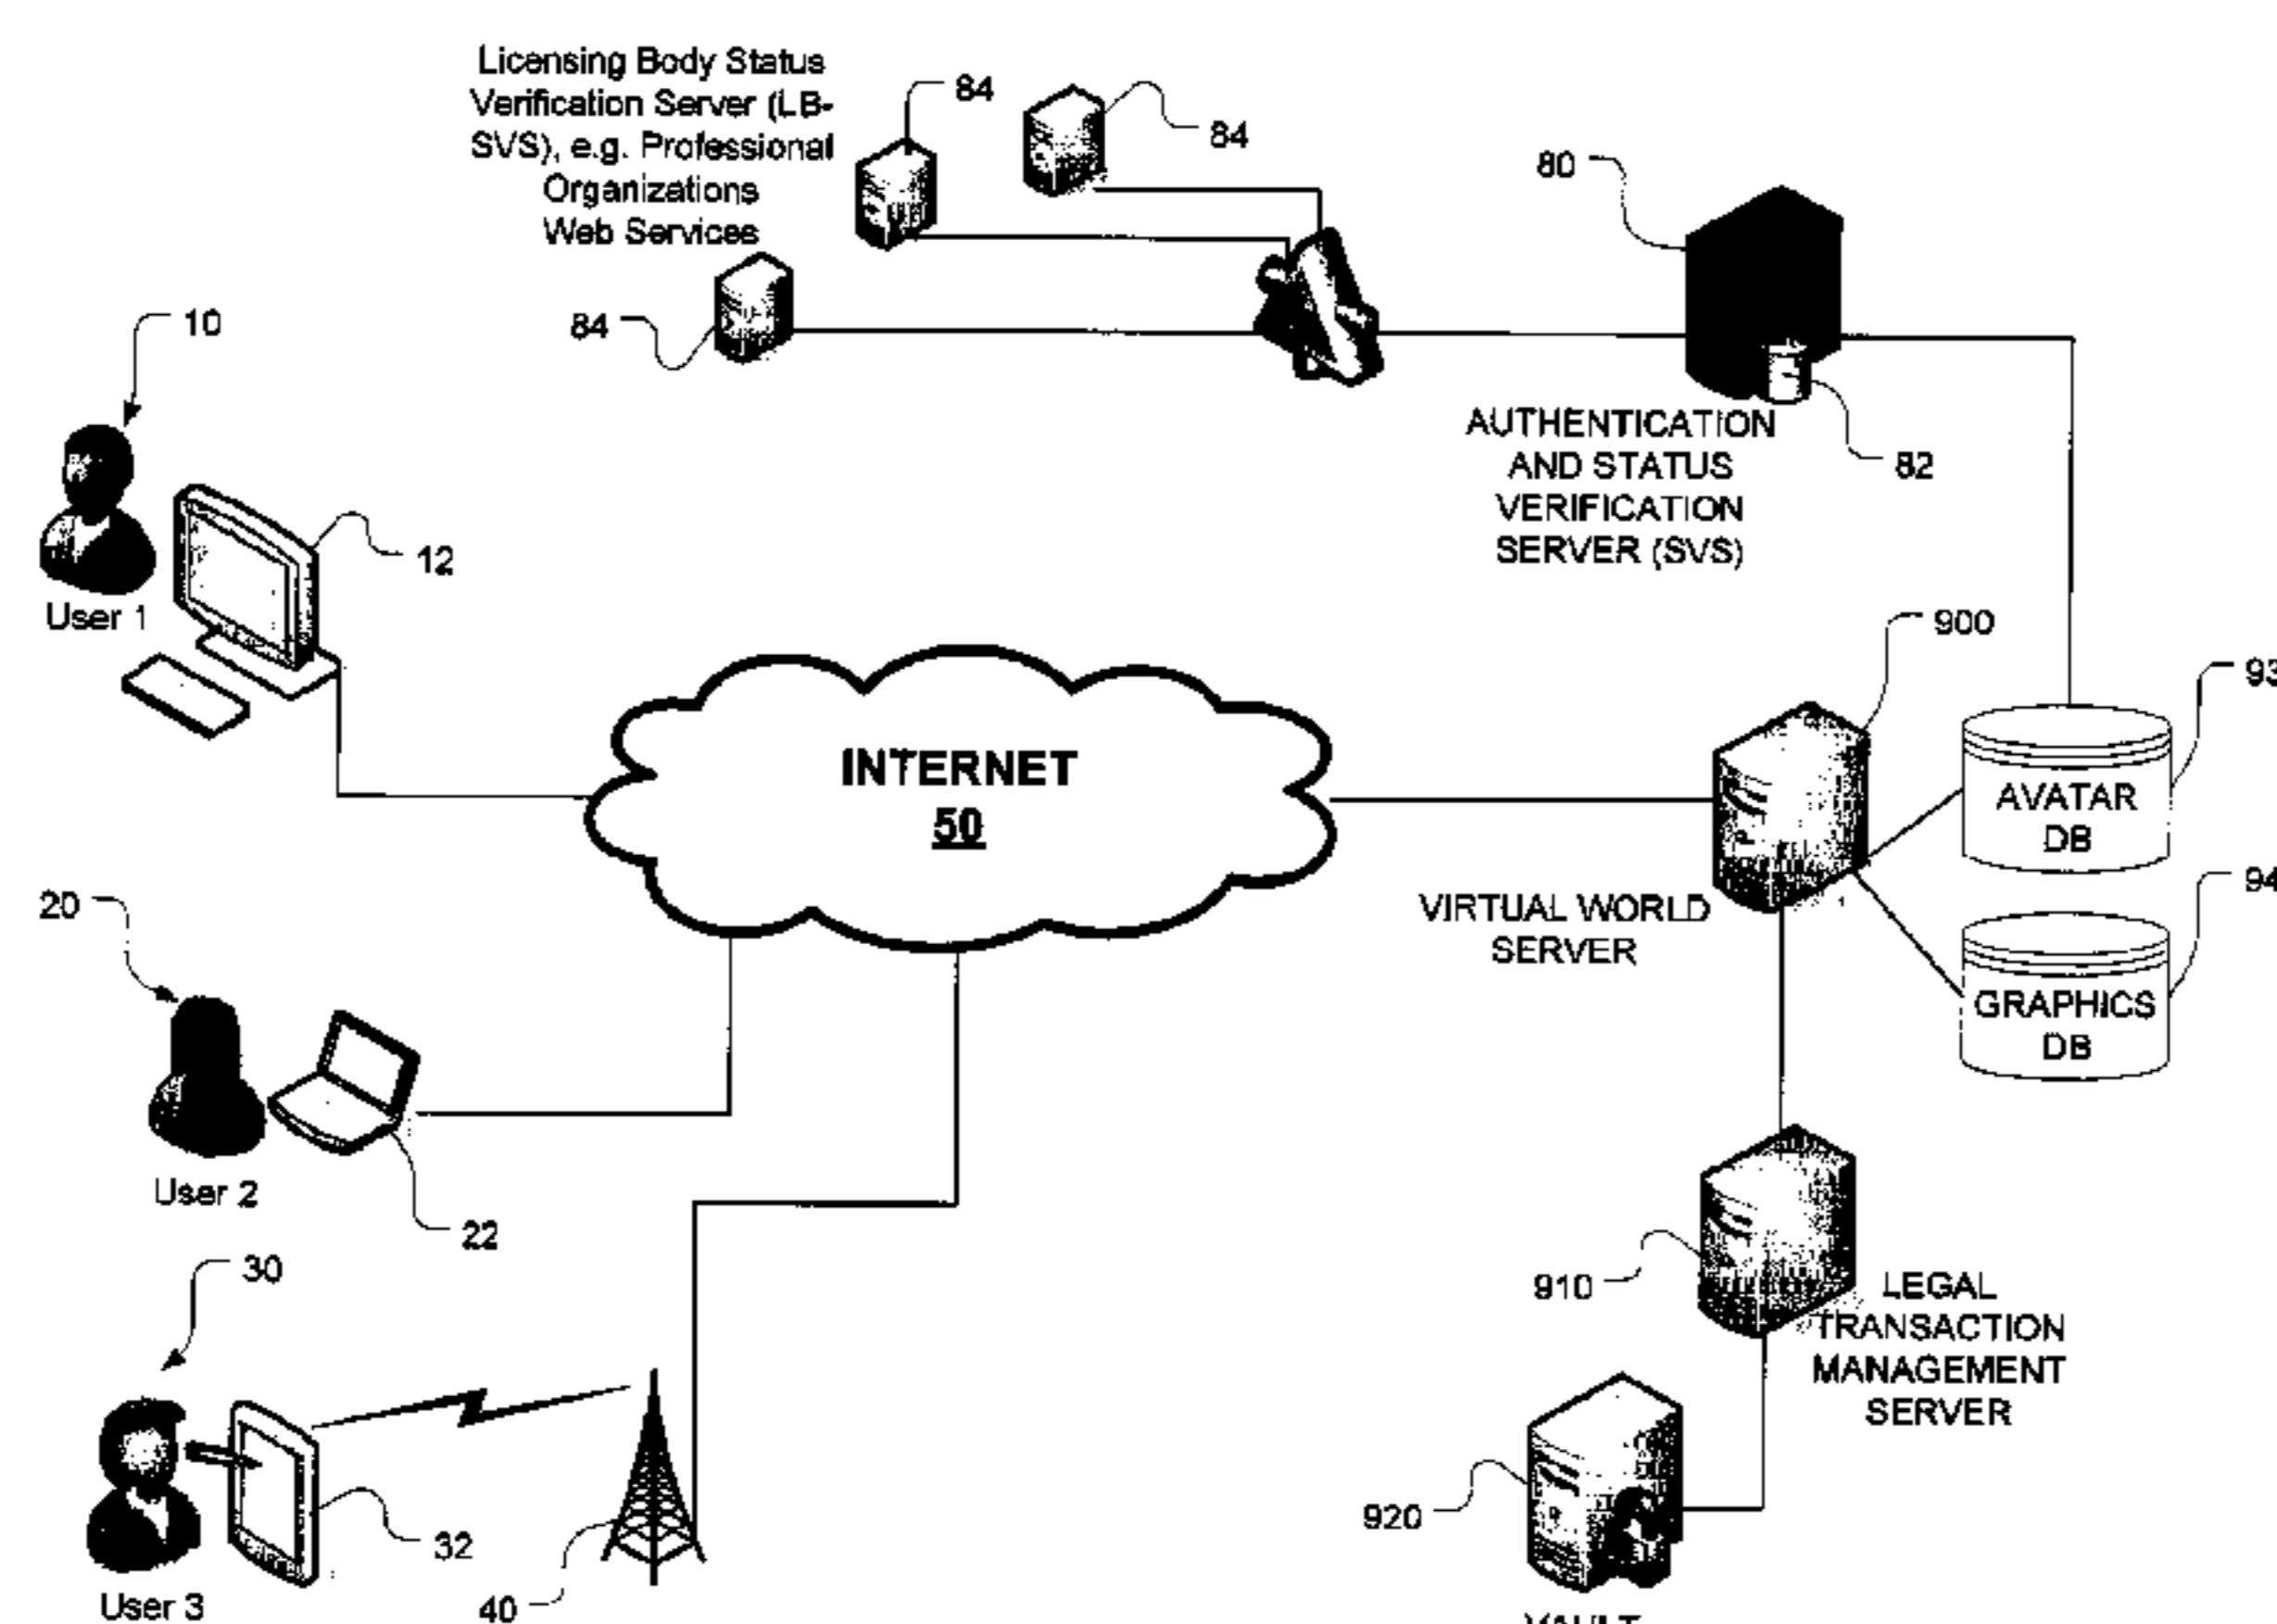 Licensing Body Status
Verification Server (LB-
SVS), e.g. Professional
Organizations
Web Services
84
84
84
80
82
AUTHENTICATION
AND STATUS
VERIFICATION
SERVER (SVS)
10
12
User 1
INTERNET
50
900
VIRTUAL WORLD
SERVER
AVATAR
DB
GRAPHICS
DB
20
22
User 2
30
32
User 3
40
910
LEGAL
TRANSACTION
MANAGEMENT
SERVER
920